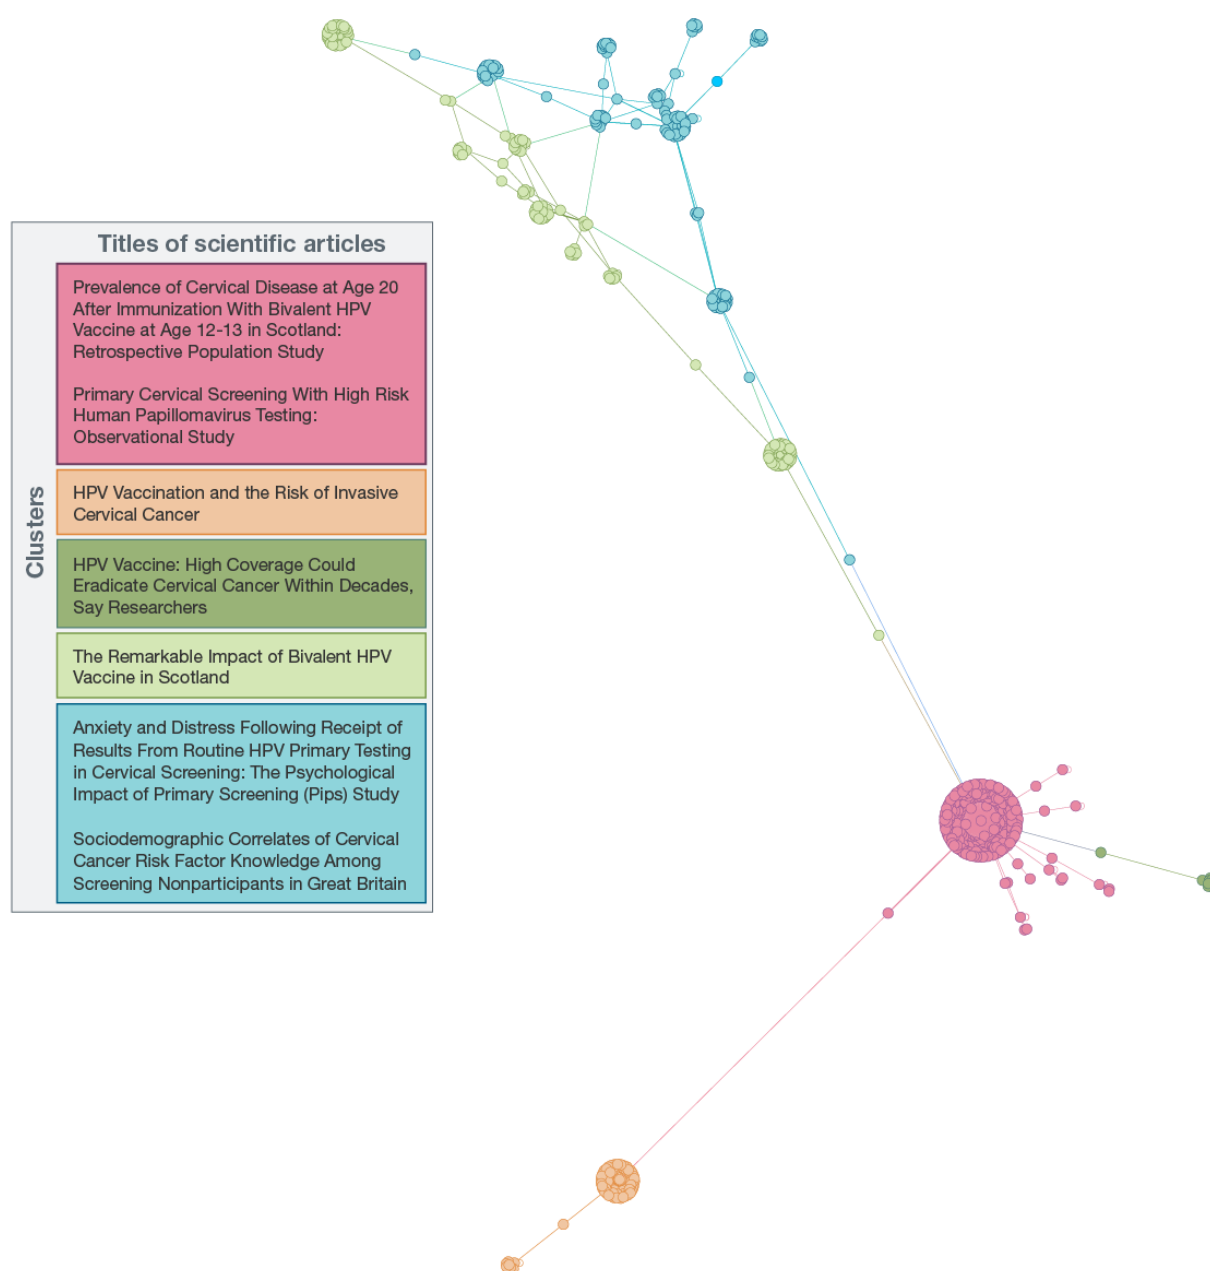 Titles of scientific articles
Clusters
Prevalence of Cervical Disease at Age 20
After Immunization With Bivalent HPV
Vaccine at Age 12-13 in Scotland:
Retrospective Population Study
Primary Cervical Screening With High Risk
Human Papillomavirus Testing:
Observational Study
HPV Vaccination and the Risk of Invasive
Cervical Cancer
HPV Vaccine: High Coverage Could
Eradicate Cervical Cancer Within Decades,
Say Researchers
The Remarkable Impact of Bivalent HPV
Vaccine in Scotland
Anxiety and Distress Following Receipt of
Results From Routine HPV Primary Testing
in Cervical Screening: The Psychological
Impact of Primary Screening (Pips) Study
Sociodemographic Correlates of Cervical
Cancer Risk Factor Knowledge Among
Screening Nonparticipants in Great Britain